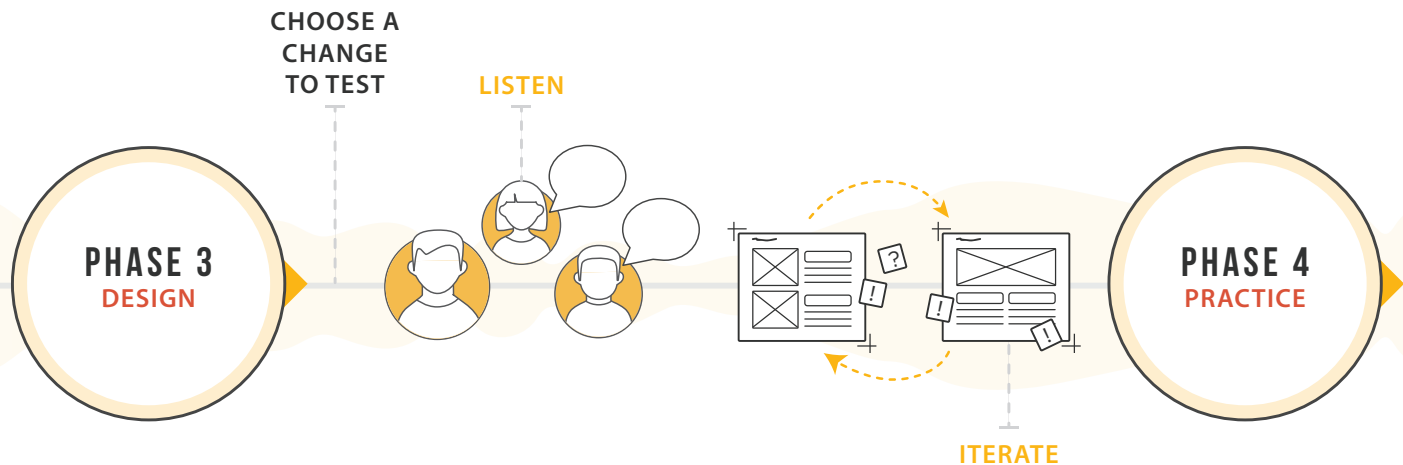 CHOOSE A
CHANGE
TO TEST
LISTEN
PHASE 3
DESIGN
?
!
!
!
PHASE 4
PRACTICE
ITERATE